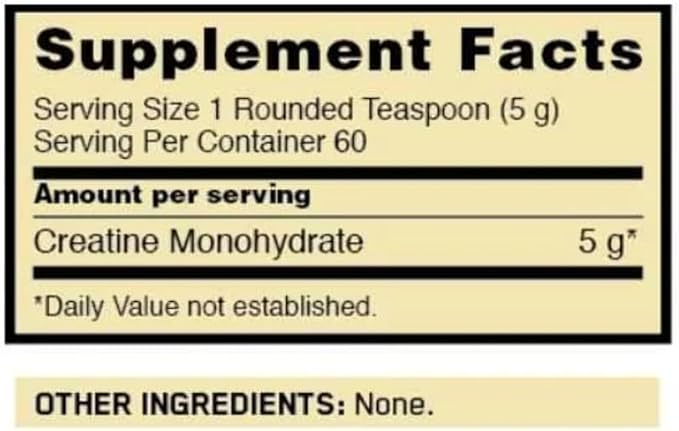 Supplement Facts
Serving Size 1 Rounded Teaspoon (5 g)
Serving Per Container 60
Amount per serving
Creatine Monohydrate 5 g*
*Daily Value not established.
OTHER INGREDIENTS: None.